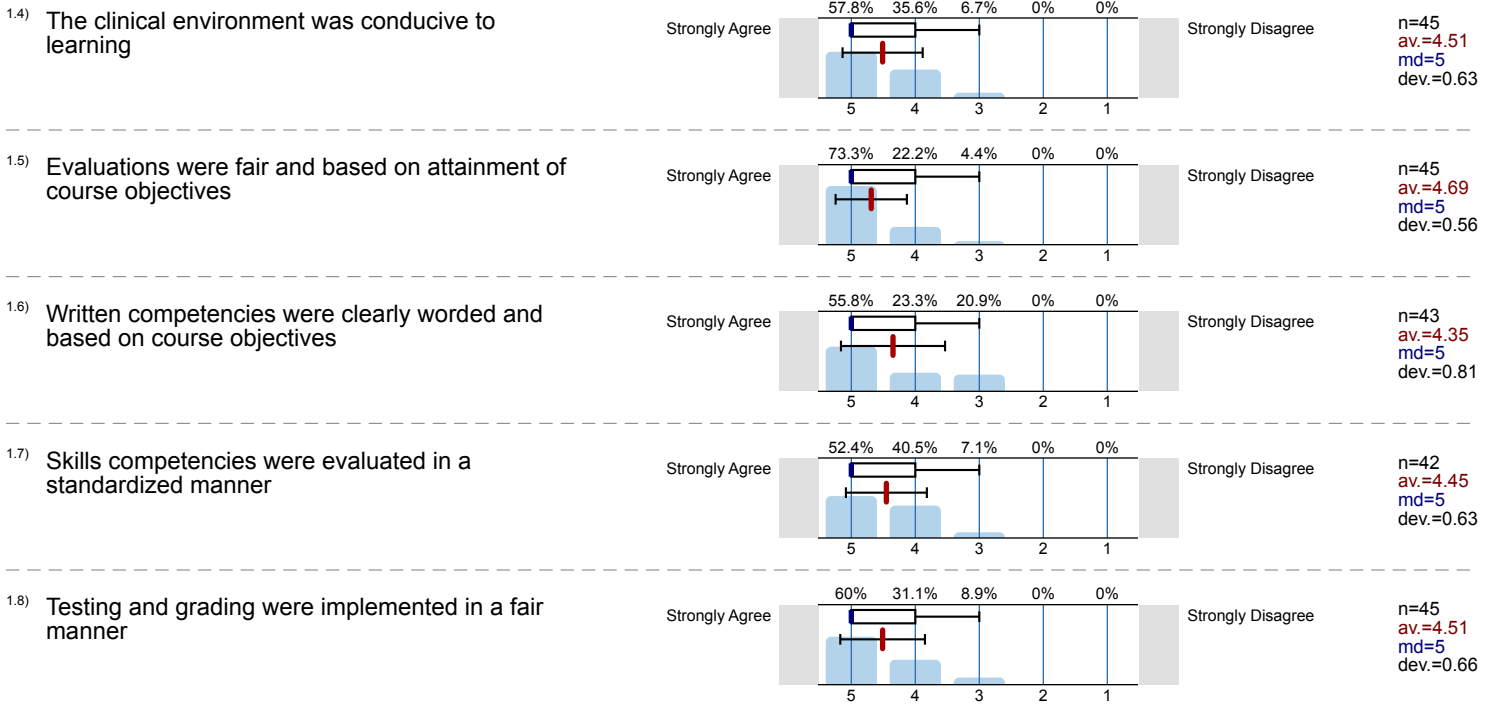 1.4) The clinical environment was conducive to
learning
57.8% 35.6% 6.7% 0% 0%
Strongly Agree Strongly Disagree
5 4 3 2 1
n=45
av.=4.51
md=5
dev.=0.63
1.5) Evaluations were fair and based on attainment of
course objectives
73.3% 22.2% 4.4% 0% 0%
Strongly Agree Strongly Disagree
5 4 3 2 1
n=45
av.=4.69
md=5
dev.=0.56
1.6) Written competencies were clearly worded and
based on course objectives
55.8% 23.3% 20.9% 0% 0%
Strongly Agree Strongly Disagree
5 4 3 2 1
n=43
av.=4.35
md=5
dev.=0.81
1.7) Skills competencies were evaluated in a
standardized manner
52.4% 40.5% 7.1% 0% 0%
Strongly Agree Strongly Disagree
5 4 3 2 1
n=42
av.=4.45
md=5
dev.=0.63
1.8) Testing and grading were implemented in a fair
manner
60% 31.1% 8.9% 0% 0%
Strongly Agree Strongly Disagree
5 4 3 2 1
n=45
av.=4.51
md=5
dev.=0.66